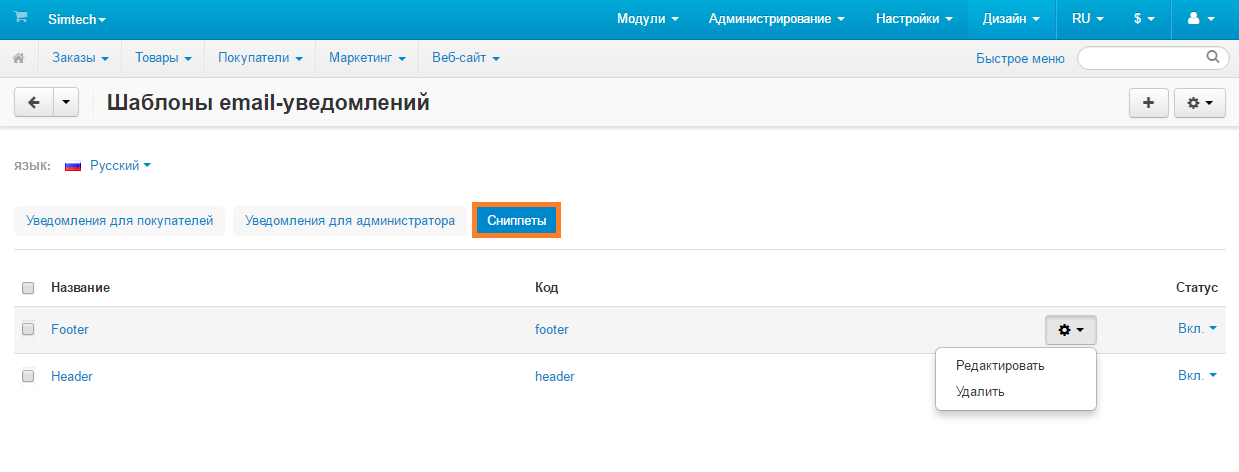 Simtech Модули Администрирование Настройки Дизайн RU $
Заказы Товары Покупатели Маркетинг Веб-сайт Быстрое меню
Шаблоны email-уведомлений
ЯЗЫК: Русский
Уведомления для покупателей Уведомления для администратора Сниппеты
Название Код Статус
Footer footer Вкл.
Редактировать
Header header Вкл.
Удалить